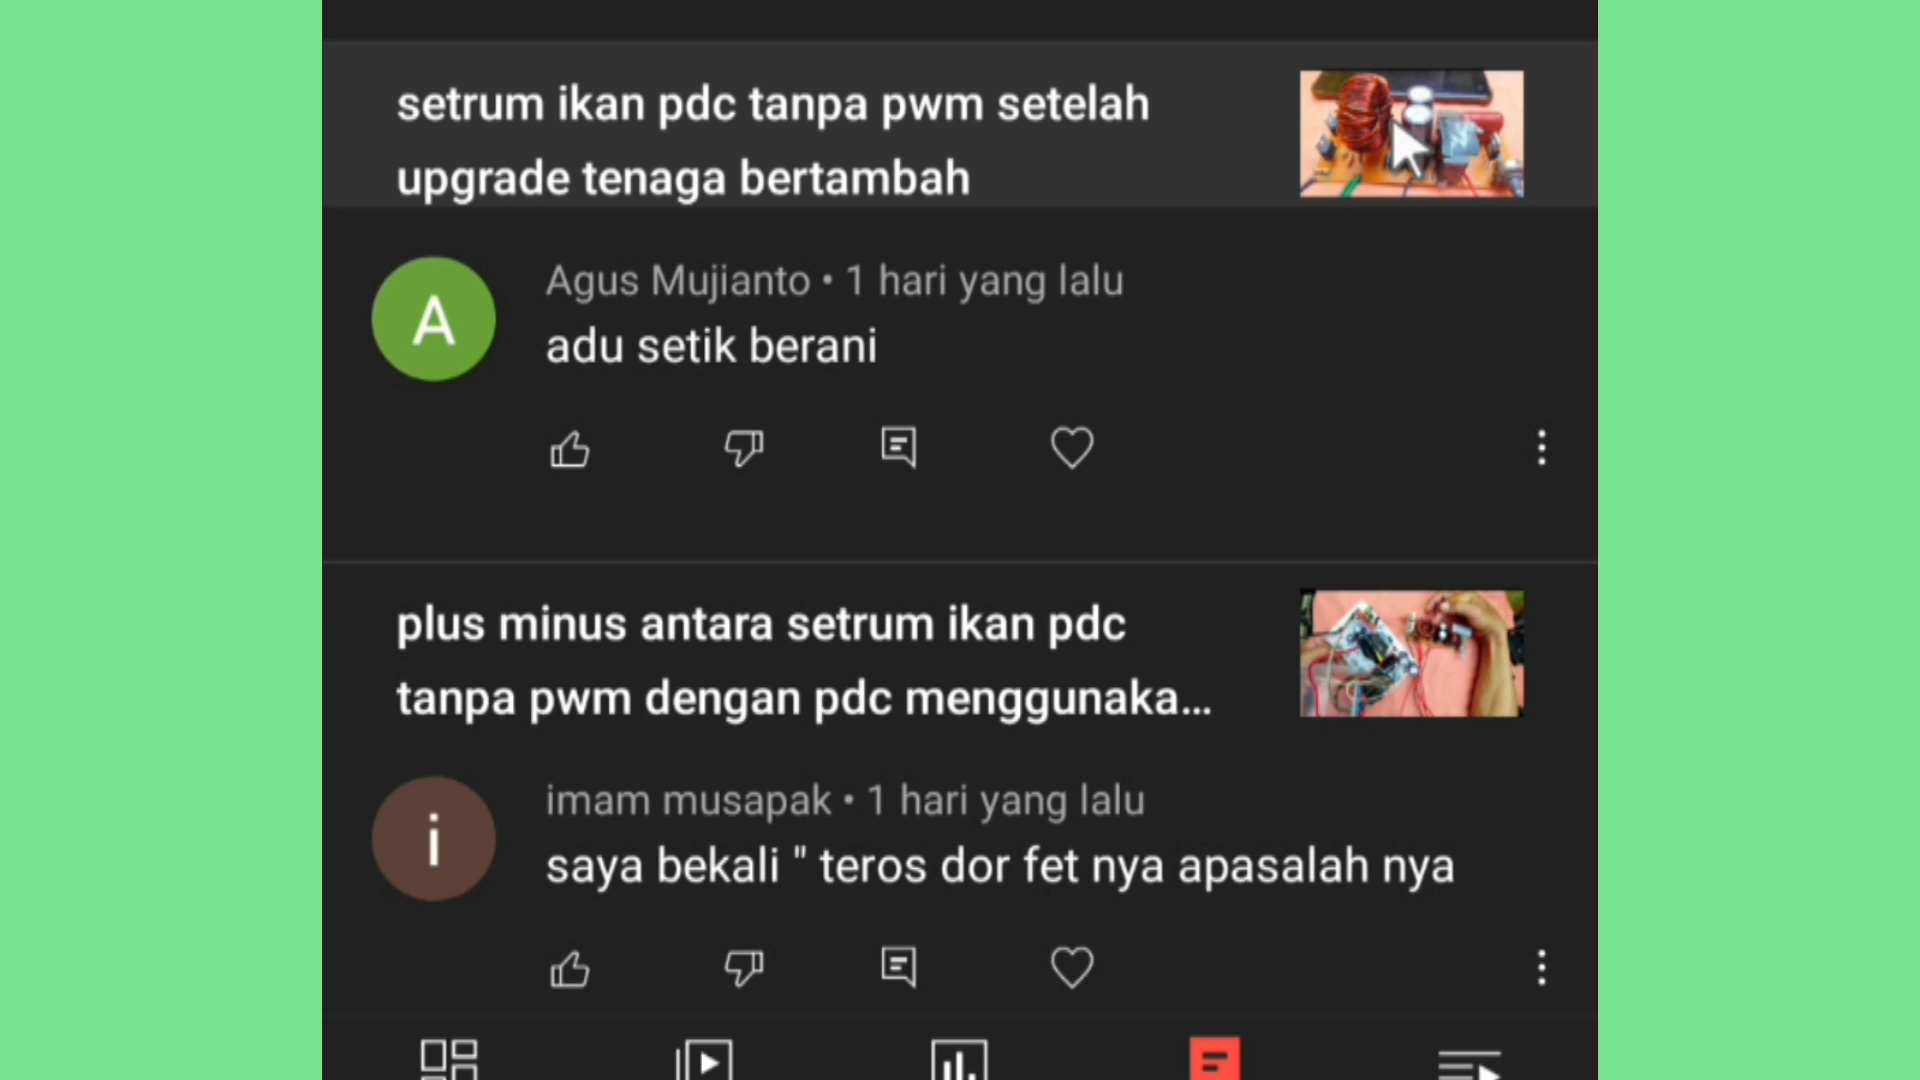 setrum ikan pdc tanpa pwm setelah
upgrade tenaga bertambah
A
Agus Mujianto • 1 hari yang lalu
adu setik berani
plus minus antara setrum ikan pdc
tanpa pwm dengan pdc menggunaka...
i
imam musapak • 1 hari yang lalu
saya bekali " teros dor fet nya apasalah nya